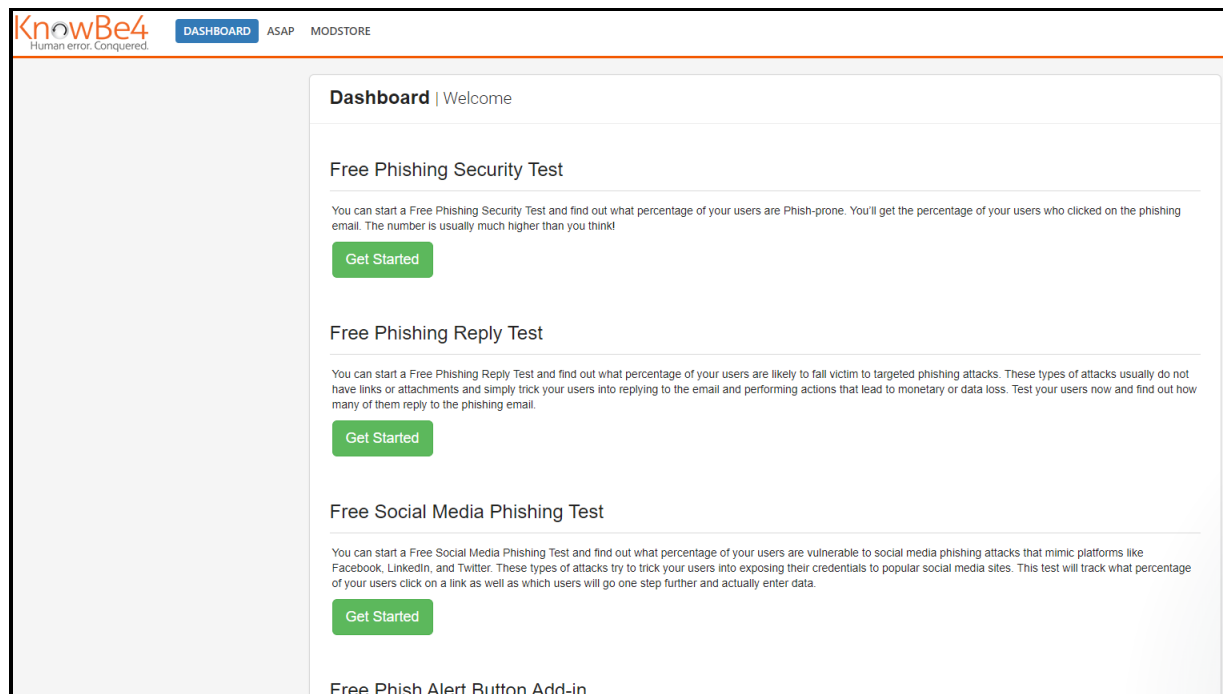 KnowBe4
Human error. Conquered.
DASHBOARD ASAP MODSTORE
Dashboard | Welcome
Free Phishing Security Test
You can start a Free Phishing Security Test and find out what percentage of your users are Phish-prone. You'll get the percentage of your users who clicked on the phishing
email. The number is usually much higher than you think!
Get Started
Free Phishing Reply Test
You can start a Free Phishing Reply Test and find out what percentage of your users are likely to fall victim to targeted phishing attacks. These types of attacks usually do not
have links or attachments and simply trick your users into replying to the email and performing actions that lead to monetary or data loss. Test your users now and find out how
many of them reply to the phishing email.
Get Started
Free Social Media Phishing Test
You can start a Free Social Media Phishing Test and find out what percentage of your users are vulnerable to social media phishing attacks that mimic platforms like
Facebook, LinkedIn, and Twitter. These types of attacks try to trick your users into exposing their credentials to popular social media sites. This test will track what percentage
of your users click on a link as well as which users will go one step further and actually enter data.
Get Started
Free Phish Alert Button Add-in